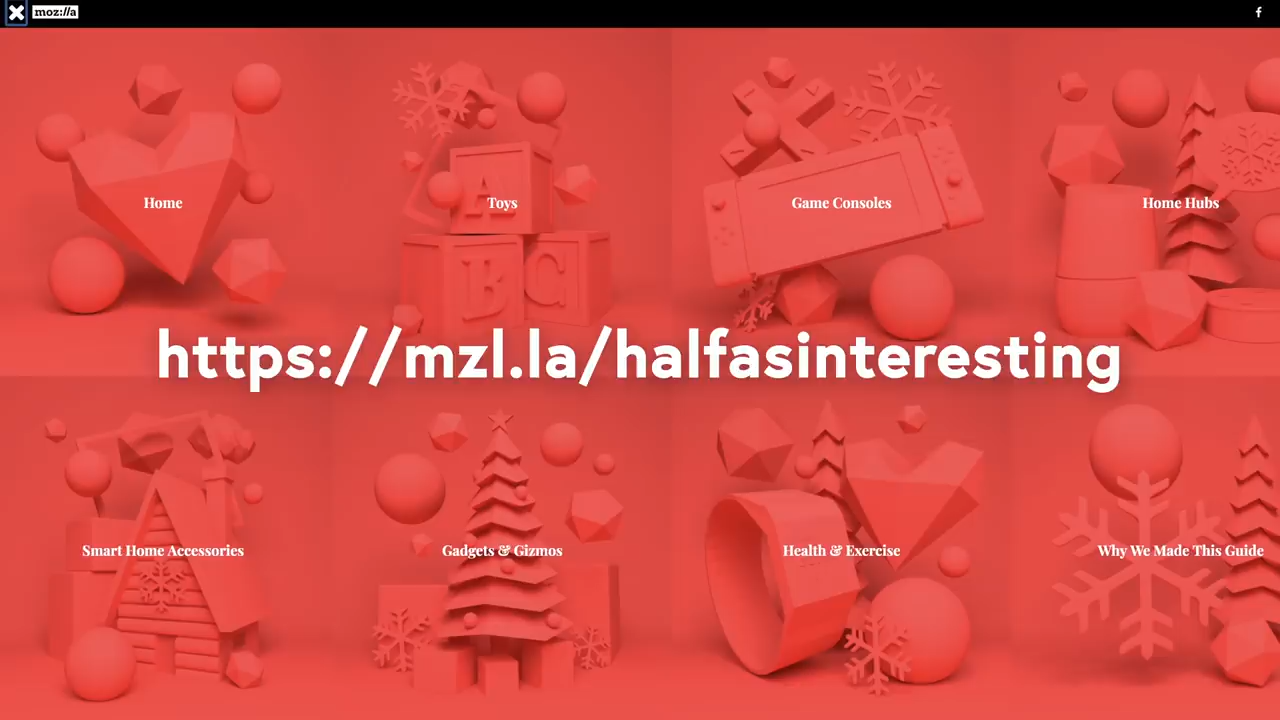 moz://a
Home
Toys
Game Consoles
Home Hubs
https://mzl.la/halfasinteresting
Smart Home Accessories
Gadgets & Gizmos
Health & Exercise
Why We Made This Guide
A
B
C